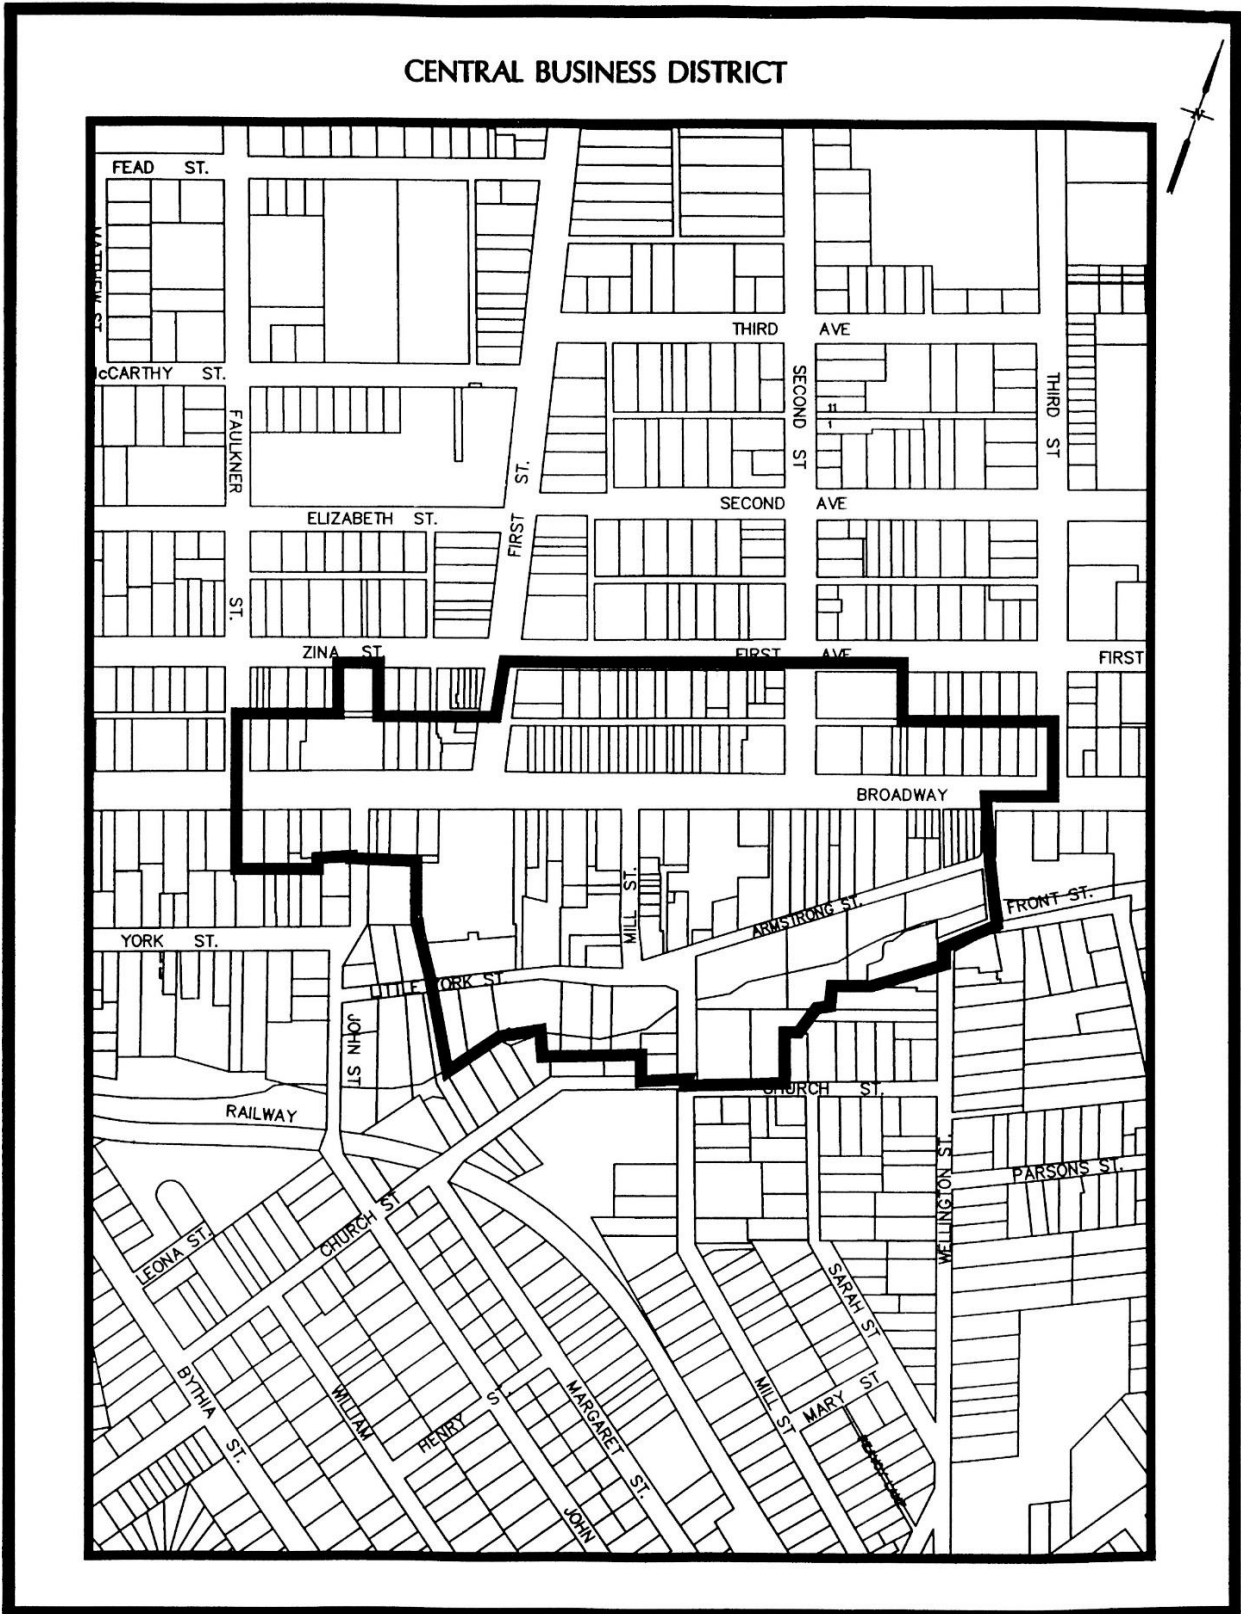 CENTRAL BUSINESS DISTRICT
N
FEAD ST.
MATTHEW ST
McCARTHY ST.
FAULKNER ST.
THIRD AVE
SECOND ST
THIRD ST
11
1
FIRST ST.
SECOND AVE
ELIZABETH ST.
ZINA ST.
FIRST AVE
FIRST
BROADWAY
MILL ST.
ARMSTRONG ST.
FRONT ST.
YORK ST.
LITTLE YORK ST
JOHN ST
RAILWAY
CHURCH ST.
WELLINGTON ST.
PARSONS ST.
LEONA ST.
CHURCH ST
SARAH ST
BYTHIA ST.
WILLIAM
HENRY S
MARGARET ST.
MILL ST
MARY ST
JOHN